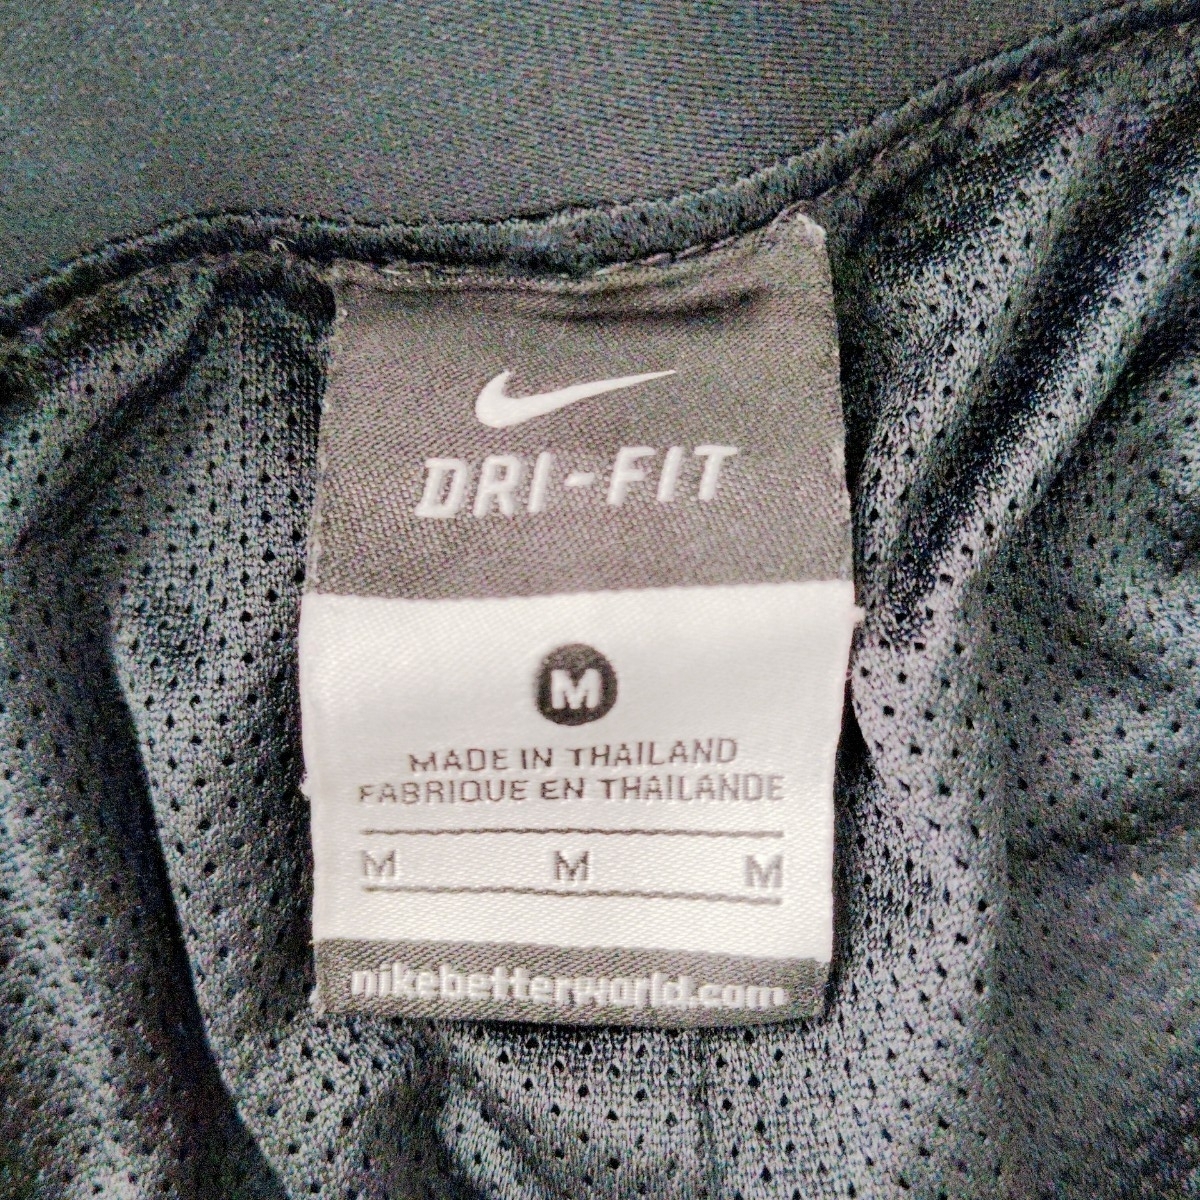 DRI-FIT
M
MADE IN THAILAND
FABRIQUE EN THAILANDE
M M M
nikebetterworld.com